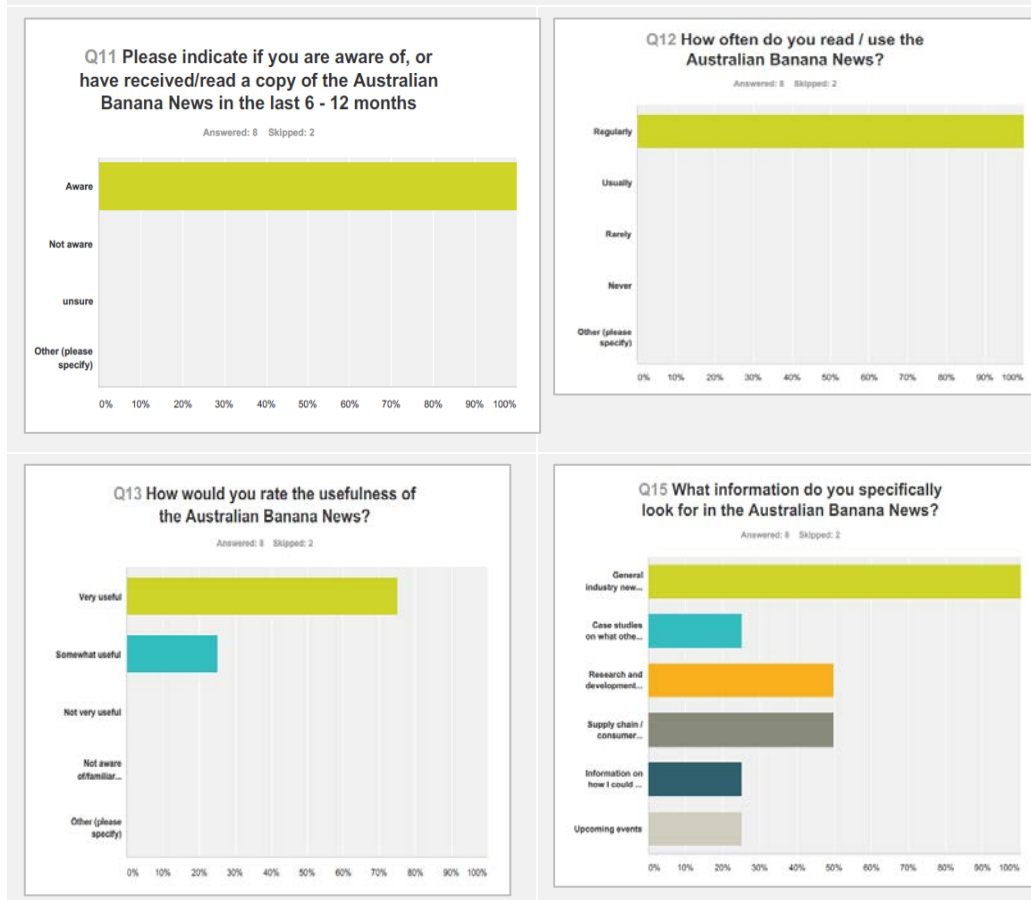 Q11 Please indicate if you are aware of, or
have received/read a copy of the Australian
Banana News in the last 6 - 12 months
Answered: 8 Skipped: 2
Aware
Not aware
unsure
Other (please
specify)
0% 10% 20% 30% 40% 50% 60% 70% 80% 90% 100%
Q12 How often do you read / use the
Australian Banana News?
Answered: 8 Skipped: 2
Regularly
Usually
Rarely
Never
Other (please
specify)
0% 10% 20% 30% 40% 50% 60% 70% 80% 90% 100%
Q13 How would you rate the usefulness of
the Australian Banana News?
Answered: 8 Skipped: 2
Very useful
Somewhat useful
Not very useful
Not aware
of/familiar...
Other (please
specify)
0% 10% 20% 30% 40% 50% 60% 70% 80% 90% 100%
Q15 What information do you specifically
look for in the Australian Banana News?
Answered: 8 Skipped: 2
General
industry new...
Case studies
on what othe...
Research and
development...
Supply chain /
consumer...
Information on
how I could ...
Upcoming events
0% 10% 20% 30% 40% 50% 60% 70% 80% 90% 100%